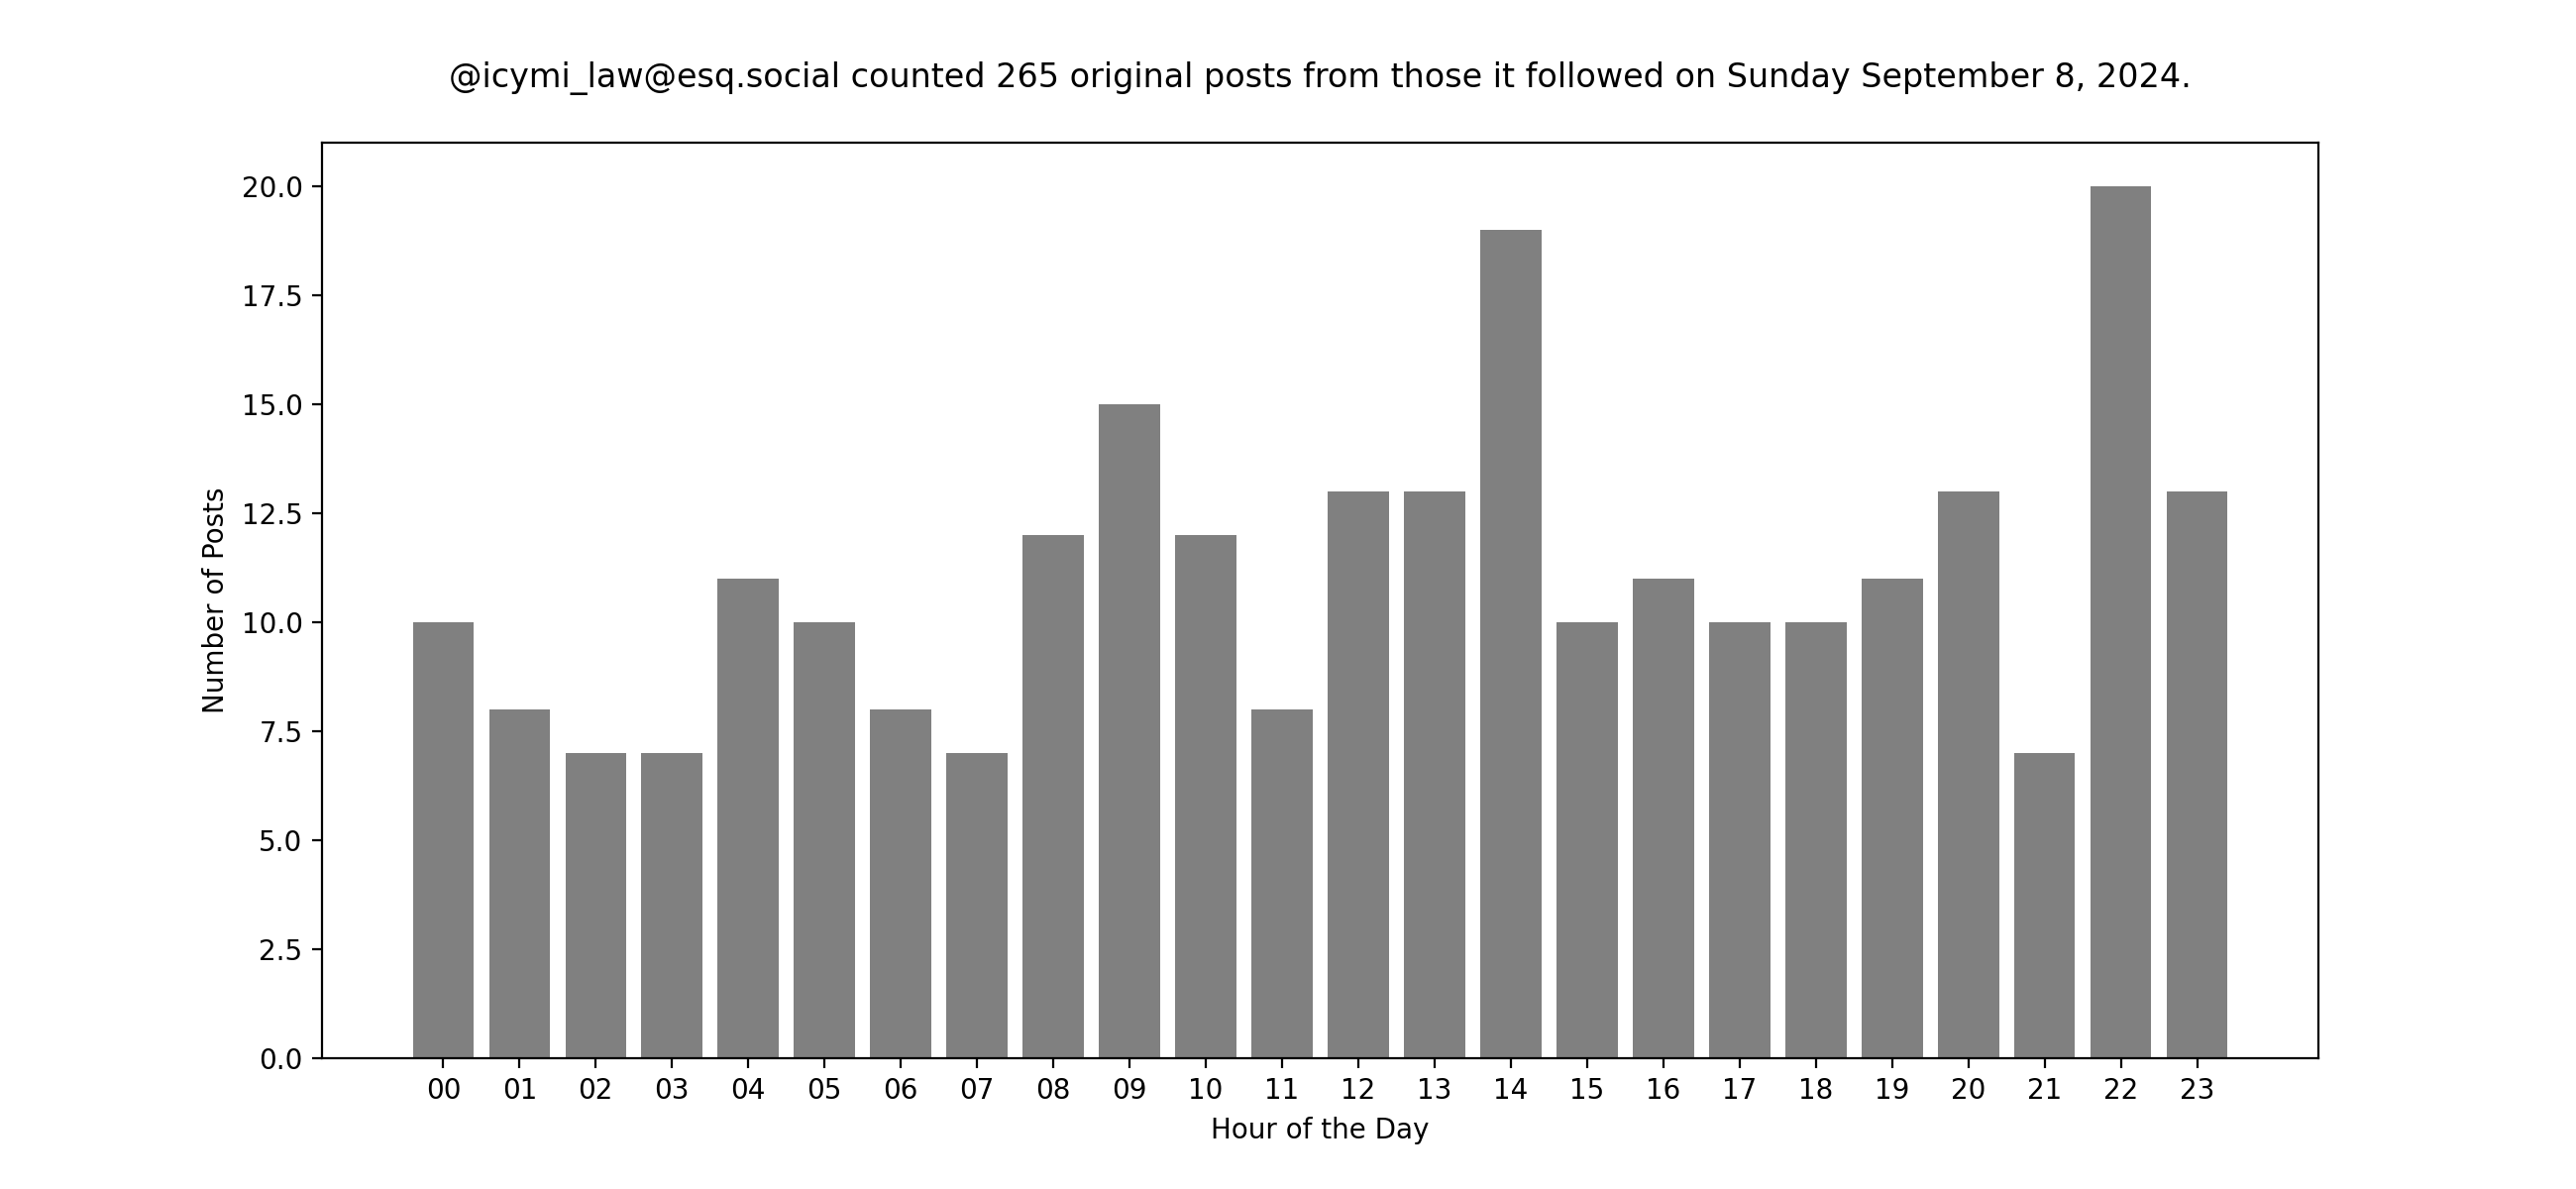 @icymi_law@esq.social counted 265 original posts from those it followed on Sunday September 8, 2024.
20.0
17.5
15.0
12.5
10.0
7.5
5.0
2.5
0.0
Number of Posts
00 01 02 03 04 05 06 07 08 09 10 11 12 13 14 15 16 17 18 19 20 21 22 23
Hour of the Day